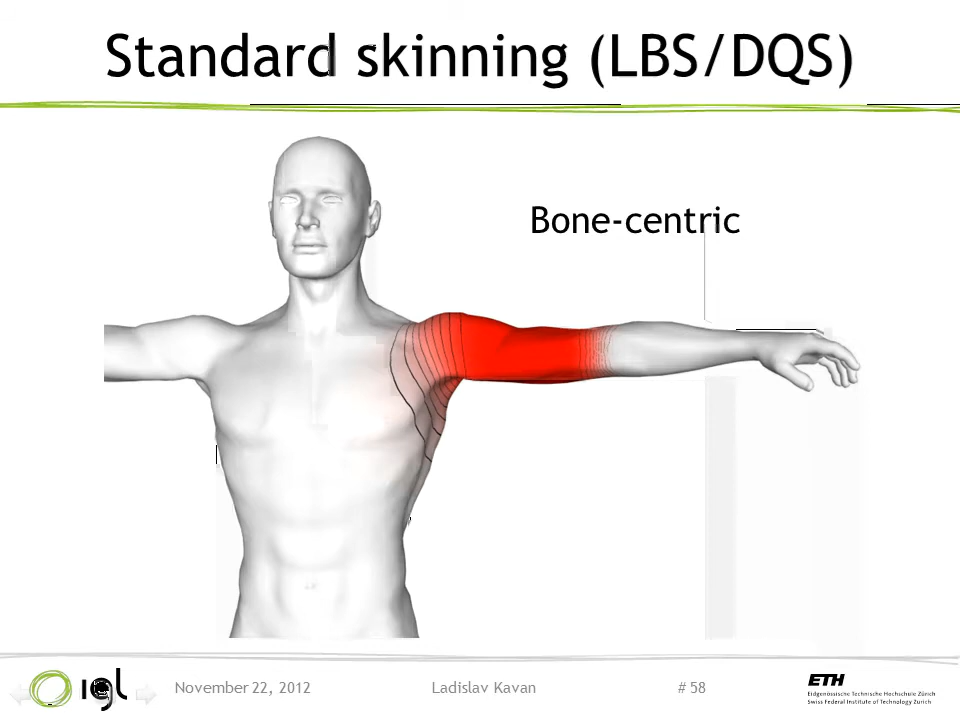 Standard skinning (LBS/DQS)
Bone-centric
igl
November 22, 2012
Ladislav Kavan
# 58
ETH
Eidgenössische Technische Hochschule Zürich
Swiss Federal Institute of Technology Zurich